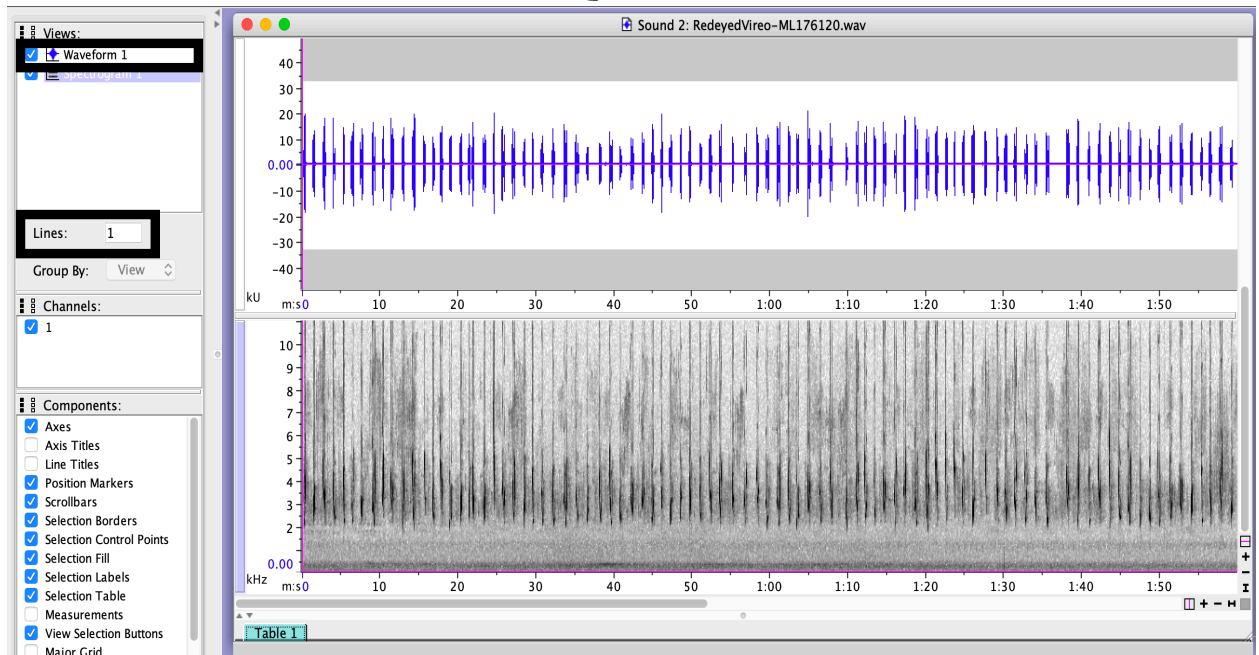 Views:
Waveform 1
Spectrogram 1
Lines: 1
Group By: View
Channels:
1
Components:
Axes
Axis Titles
Line Titles
Position Markers
Scrollbars
Selection Borders
Selection Control Points
Selection Fill
Selection Labels
Selection Table
Measurements
View Selection Buttons
Major Grid
Sound 2: RedeyedVireo-ML176120.wav
40
30
20
10
0.00
-10
-20
-30
-40
kU
m:s 0 10 20 30 40 50 1:00 1:10 1:20 1:30 1:40 1:50
10
9
8
7
6
5
4
3
2
0.00
kHz
m:s 0 10 20 30 40 50 1:00 1:10 1:20 1:30 1:40 1:50
Table 1